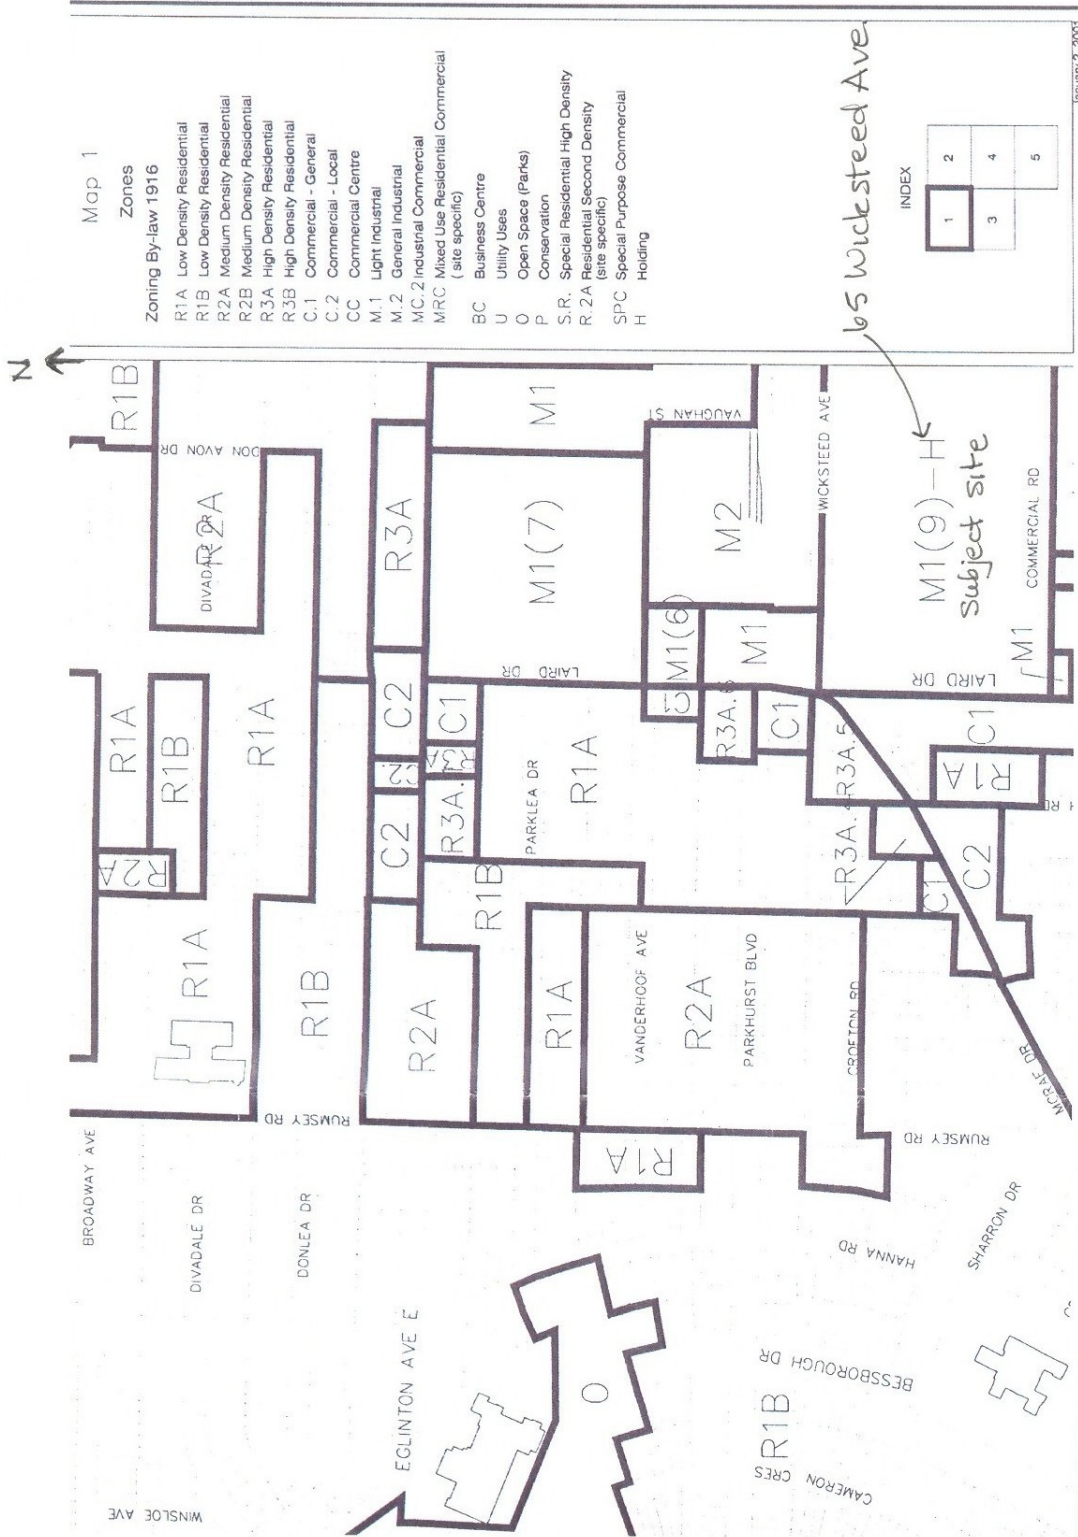 Map 1
Zones
Zoning By-law 1916
R1A Low Density Residential
R1B Low Density Residential
R2A Medium Density Residential
R2B Medium Density Residential
R3A High Density Residential
R3B High Density Residential
C.1 Commercial - General
C.2 Commercial - Local
CC Commercial Centre
M.1 Light Industrial
M.2 General Industrial
MC.2 Industrial Commercial
MRC Mixed Use Residential Commercial
( site specific)
BC Business Centre
U Utility Uses
O Open Space (Parks)
P Conservation
S.R. Special Residential High Density
R.2A Residential Second Density
(site specific)
SPC Special Purpose Commercial
H Holding
65 Wicksteed Ave
INDEX
1 2
3 4
5
January 2, 2001
N
R1B
DON AVON DR
R2A
DIVADALE DR
R1A
R1B
R1A
R2A
R1A
R1B
RUMSEY RD
BROADWAY AVE
DIVADALE DR
DONLEA DR
WINSLOE AVE
EGLINTON AVE E
R3A
C2
C2
C2
R2A
M1
M1(7)
LAIRD DR
C1
R3A
R3A.
PARKLEA DR
R1A
R1B
R1A
VANDERHOOF AVE
R2A
PARKHURST BLVD
CROFTON RD
R1A
O
VAUGHAN ST
M2
M1(6)
M1
C1
R3A.
C1
R3A.5
R3A.
WICKSTEED AVE
M1(9)-H
Subject site
COMMERCIAL RD
M1
LAIRD DR
C1
R1A
RD
C2
C1
MCRAE DR
RUMSEY RD
HANNA RD
SHARRON DR
BESSBOROUGH DR
R1B
CAMERON CRES